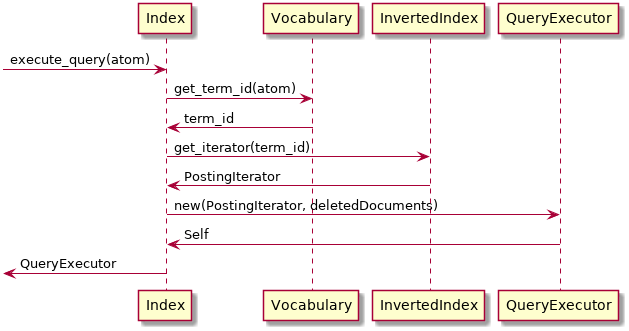 Index Vocabulary InvertedIndex QueryExecutor
execute_query(atom)
get_term_id(atom)
term_id
get_iterator(term_id)
PostingIterator
new(PostingIterator, deletedDocuments)
Self
QueryExecutor
Index Vocabulary InvertedIndex QueryExecutor